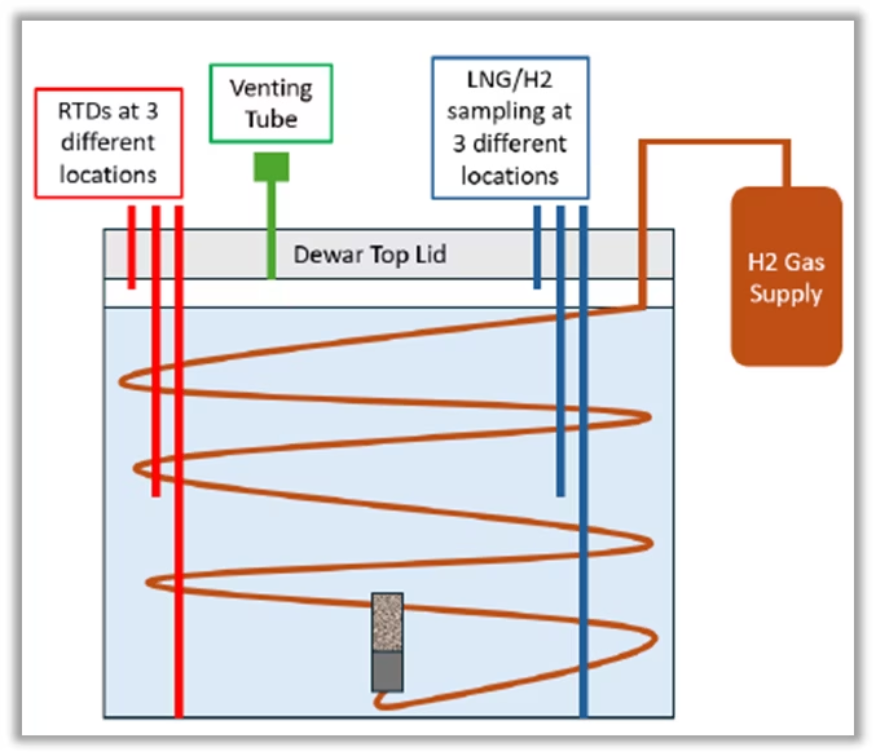 RTDs at 3
different
locations
Venting
Tube
LNG/H2
sampling at
3 different
locations
Dewar Top Lid
H2 Gas
Supply